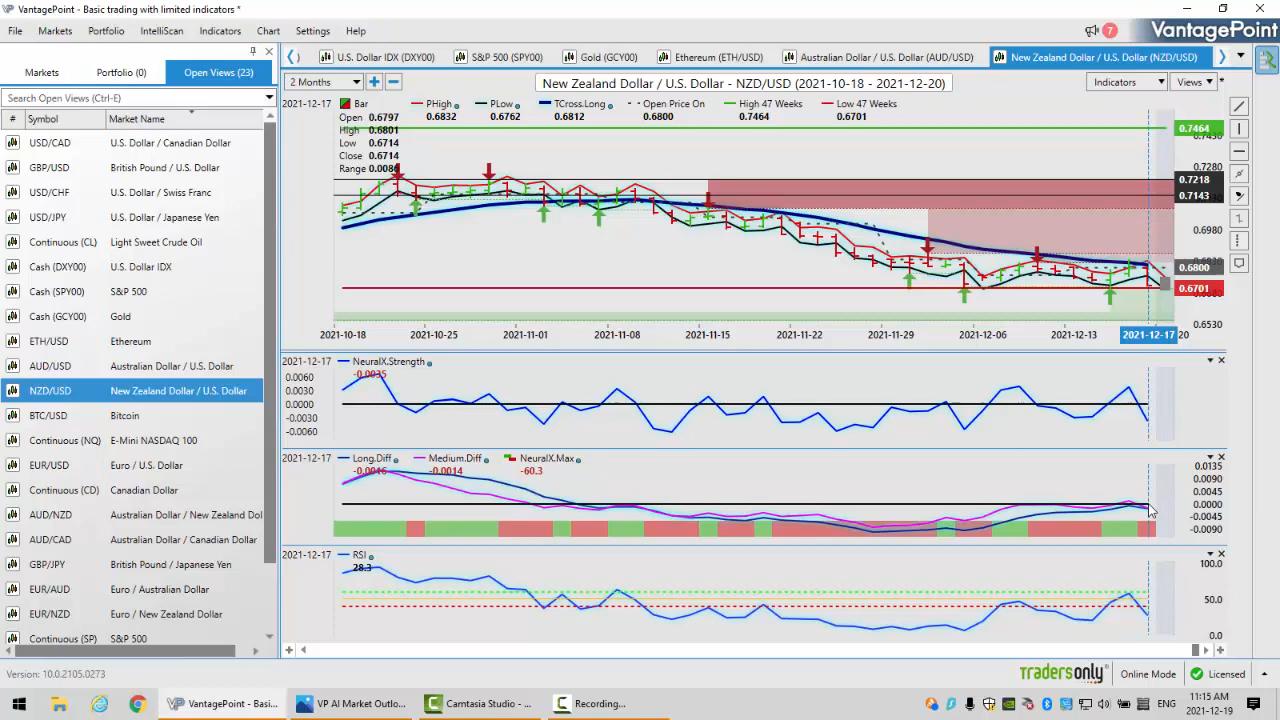 VantagePoint - Basic trading with limited indicators *
File Markets Portfolio IntelliScan Indicators Chart Settings Help
7 VantagePoint
Markets Portfolio (0) Open Views (23)
U.S. Dollar IDX (DXY00) S&P 500 (SPY00) Gold (GCY00) Ethereum (ETH/USD) Australian Dollar / U.S. Dollar (AUD/USD) New Zealand Dollar / U.S. Dollar (NZD/USD)
Search Open Views (Ctrl-E)
# Symbol Market Name
USD/CAD U.S. Dollar / Canadian Dollar
GBP/USD British Pound / U.S. Dollar
USD/CHF U.S. Dollar / Swiss Franc
USD/JPY U.S. Dollar / Japanese Yen
Continuous (CL) Light Sweet Crude Oil
Cash (DXY00) U.S. Dollar IDX
Cash (SPY00) S&P 500
Cash (GCY00) Gold
ETH/USD Ethereum
AUD/USD Australian Dollar / U.S. Dollar
NZD/USD New Zealand Dollar / U.S. Dollar
BTC/USD Bitcoin
Continuous (NQ) E-Mini NASDAQ 100
EUR/USD Euro / U.S. Dollar
Continuous (CD) Canadian Dollar
AUD/NZD Australian Dollar / New Zealand Dol
AUD/CAD Australian Dollar / Canadian Dollar
GBP/JPY British Pound / Japanese Yen
EUR/AUD Euro / Australian Dollar
EUR/NZD Euro / New Zealand Dollar
Continuous (SP) S&P 500
2 Months New Zealand Dollar / U.S. Dollar - NZD/USD (2021-10-18 - 2021-12-20) Indicators Views *
2021-12-17 Bar PHigh PLow TCross.Long Open Price On High 47 Weeks Low 47 Weeks
Open 0.6797 0.6832 0.6762 0.6812 0.6800 0.7464 0.6701
High 0.6801
Low 0.6714
Close 0.6714
Range 0.0086
0.7464
0.7280
0.7218
0.7143
0.6980
0.6800
0.6701
0.6530
2021-10-18 2021-10-25 2021-11-01 2021-11-08 2021-11-15 2021-11-22 2021-11-29 2021-12-06 2021-12-13 2021-12-17 20
2021-12-17 NeuralX.Strength
-0.0035
0.0060
0.0030
0.0000
-0.0030
-0.0060
2021-12-17 Long.Diff Medium.Diff NeuralX.Max
-0.0016 -0.0014 -60.3
0.0135
0.0090
0.0045
0.0000
-0.0045
-0.0090
2021-12-17 RSI
28.3
100.0
50.0
0.0
Version: 10.0.2105.0273 tradersonly Online Mode Licensed
VantagePoint - Basi... VP AI Market Outlo... Camtasia Studio - ... Recording...
11:15 AM
2021-12-19